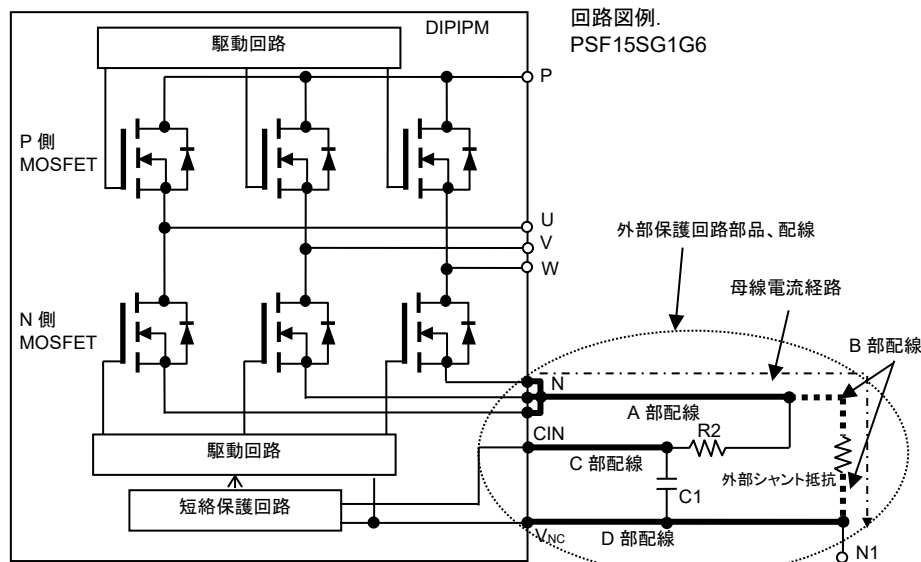 DIPIPM
回路図例.
PSF15SG1G6
駆動回路
P
P 側
MOSFET
U
V
W
外部保護回路部品、配線
母線電流経路
N 側
MOSFET
B 部配線
N
A 部配線
CIN
R2
C 部配線
駆動回路
外部シャント抵抗
C1
短絡保護回路
VNC
D 部配線
N1